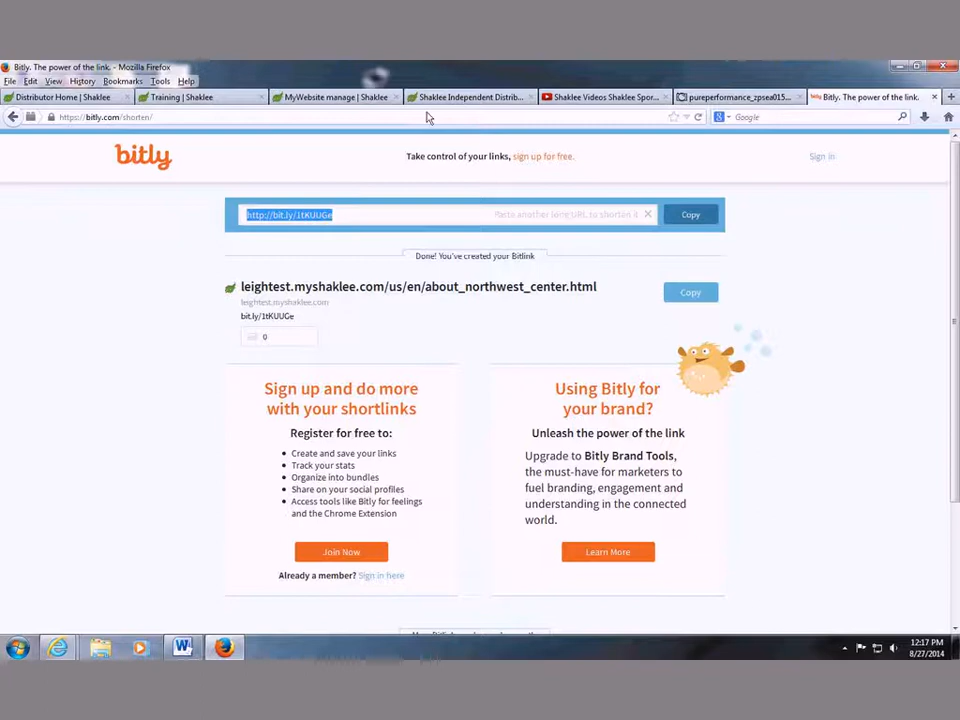 Bitly. The power of the link. - Mozilla Firefox
File Edit View History Bookmarks Tools Help
Distributor Home | Shaklee
Training | Shaklee
MyWebsite manage | Shaklee
Shaklee Independent Distrib...
Shaklee Videos Shaklee Spor...
pureperformance_zpsea015...
Bitly. The power of the link.
https://bitly.com/shorten/
Google
bitly
Take control of your links, sign up for free.
Sign in
http://bit.ly/1tKUUGe
Paste another long URL to shorten it
Copy
Done! You've created your Bitlink
leightest.myshaklee.com/us/en/about_northwest_center.html
leightest.myshaklee.com
Copy
bit.ly/1tKUUGe
0
Sign up and do more
with your shortlinks
Register for free to:
Create and save your links
Track your stats
Organize into bundles
Share on your social profiles
Access tools like Bitly for feelings
and the Chrome Extension
Join Now
Already a member? Sign in here
Using Bitly for
your brand?
Unleash the power of the link
Upgrade to Bitly Brand Tools,
the must-have for marketers to
fuel branding, engagement and
understanding in the connected
world.
Learn More
12:17 PM
8/27/2014